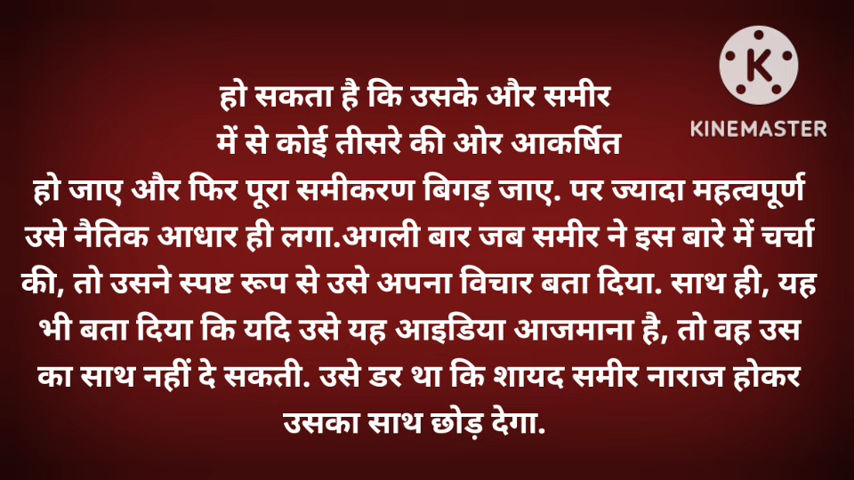 हो सकता है कि उसके और समीर
में से कोई तीसरे की ओर आकर्षित
हो जाए और फिर पूरा समीकरण बिगड़ जाए. पर ज्यादा महत्वपूर्ण
उसे नैतिक आधार ही लगा.अगली बार जब समीर ने इस बारे में चर्चा
की, तो उसने स्पष्ट रूप से उसे अपना विचार बता दिया. साथ ही, यह
भी बता दिया कि यदि उसे यह आइडिया आजमाना है, तो वह उस
का साथ नहीं दे सकती. उसे डर था कि शायद समीर नाराज होकर
उसका साथ छोड़ देगा.
K
KINEMASTER